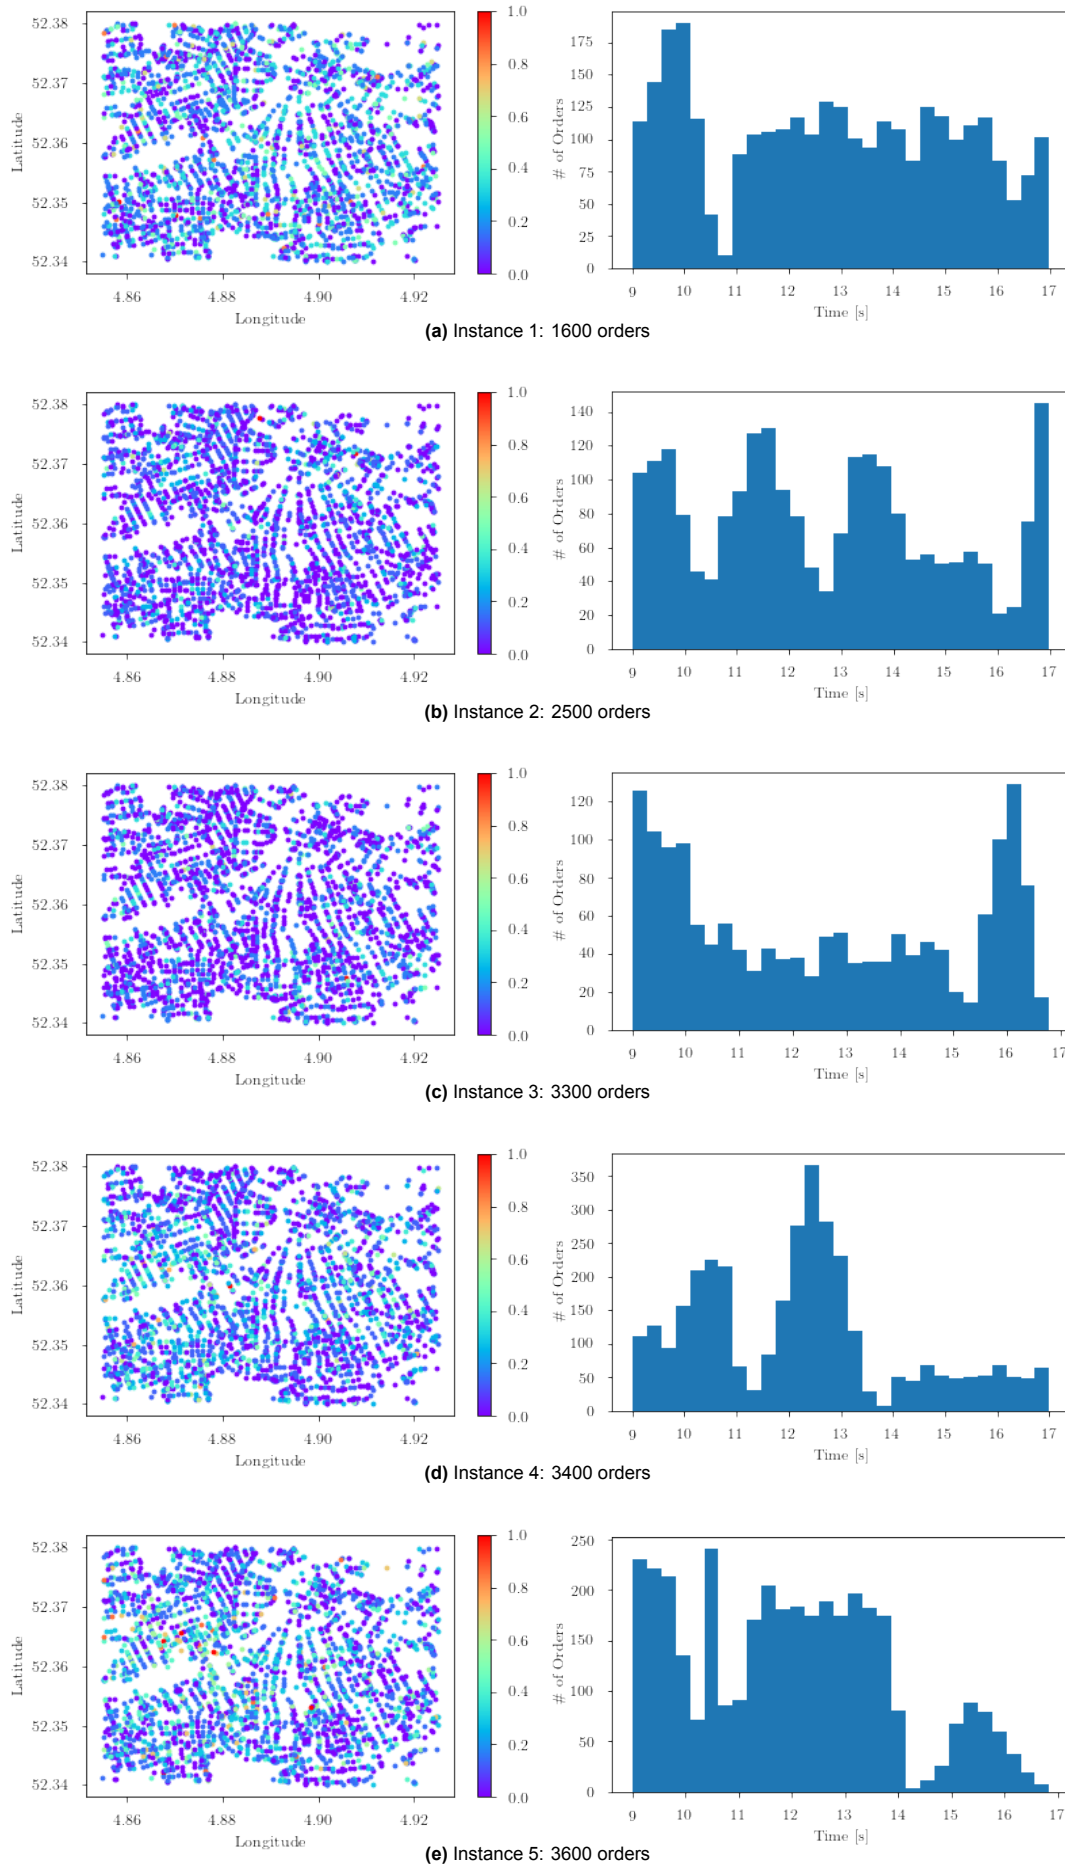 52.38
52.37
52.36
52.35
52.34
Latitude
4.86 4.88 4.90 4.92
Longitude
1.0
0.8
0.6
0.4
0.2
0.0
175
150
125
100
75
50
25
0
# of Orders
9 10 11 12 13 14 15 16 17
Time [s]
(a) Instance 1: 1600 orders
52.38
52.37
52.36
52.35
52.34
Latitude
4.86 4.88 4.90 4.92
Longitude
1.0
0.8
0.6
0.4
0.2
0.0
140
120
100
80
60
40
20
0
# of Orders
9 10 11 12 13 14 15 16 17
Time [s]
(b) Instance 2: 2500 orders
52.38
52.37
52.36
52.35
52.34
Latitude
4.86 4.88 4.90 4.92
Longitude
1.0
0.8
0.6
0.4
0.2
0.0
120
100
80
60
40
20
0
# of Orders
9 10 11 12 13 14 15 16 17
Time [s]
(c) Instance 3: 3300 orders
52.38
52.37
52.36
52.35
52.34
Latitude
4.86 4.88 4.90 4.92
Longitude
1.0
0.8
0.6
0.4
0.2
0.0
350
300
250
200
150
100
50
0
# of Orders
9 10 11 12 13 14 15 16 17
Time [s]
(d) Instance 4: 3400 orders
52.38
52.37
52.36
52.35
52.34
Latitude
4.86 4.88 4.90 4.92
Longitude
1.0
0.8
0.6
0.4
0.2
0.0
250
200
150
100
50
0
# of Orders
9 10 11 12 13 14 15 16 17
Time [s]
(e) Instance 5: 3600 orders